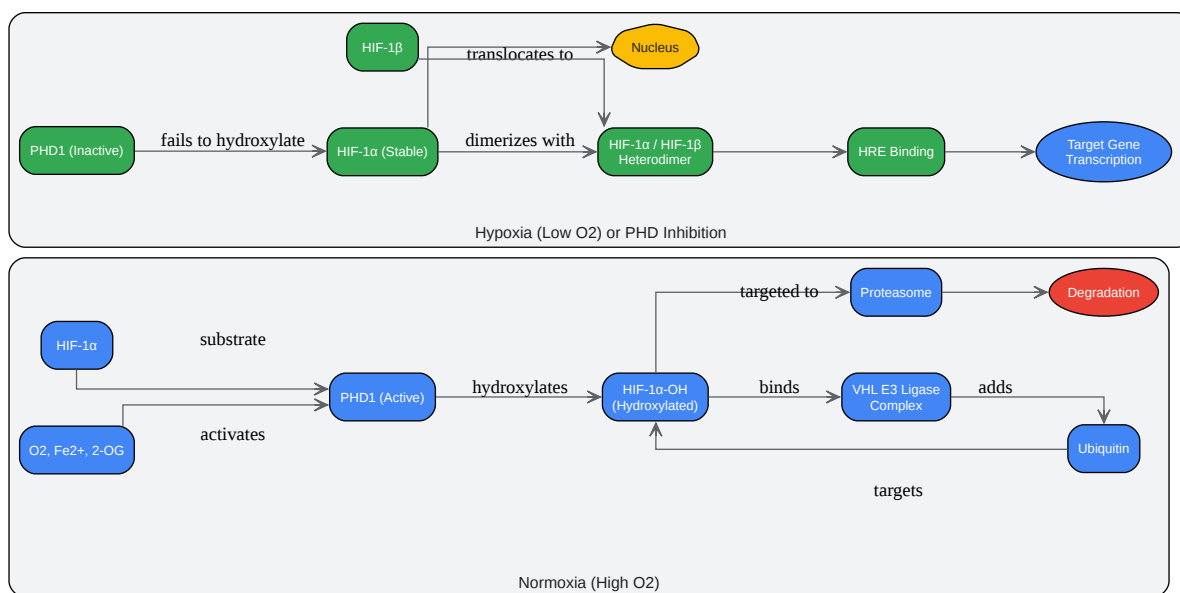 HIF-1β
translocates to
Nucleus
PHD1 (Inactive)
fails to hydroxylate
HIF-1α (Stable)
dimerizes with
HIF-1α / HIF-1β
Heterodimer
HRE Binding
Target Gene
Transcription
Hypoxia (Low O2) or PHD Inhibition
targeted to
Proteasome
Degradation
HIF-1α
substrate
PHD1 (Active)
hydroxylates
HIF-1α-OH
(Hydroxylated)
binds
VHL E3 Ligase
Complex
adds
O2, Fe2+, 2-OG
activates
Ubiquitin
targets
Normoxia (High O2)